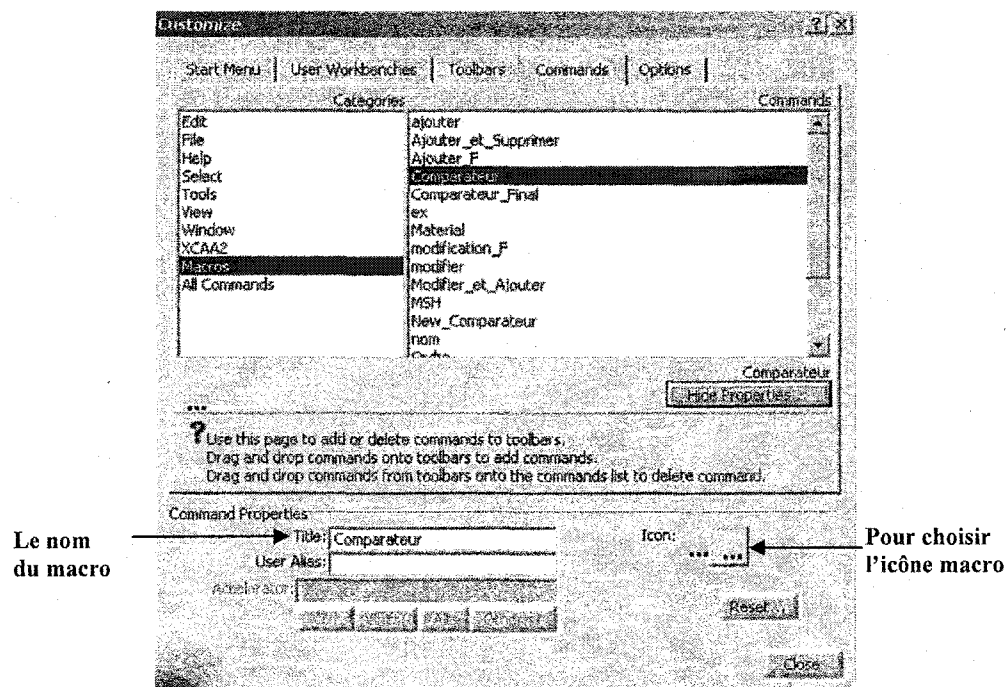 Customize
Start Menu User Workbenches Toolbars Commands Options
Categories
Commands
Edit
File
Help
Select
Tools
View
Window
XCAA2
Macros
All Commands
ajouter
Ajouter_et_Supprimer
Ajouter_F
Comparateur
Comparateur_Final
ex
Material
modification_F
modifier
Modifier_et_Ajouter
MSH
New_Comparateur
nom
Comparateur
Hide Properties...
...
? Use this page to add or delete commands to toolbars.
Drag and drop commands onto toolbars to add commands.
Drag and drop commands from toolbars onto the commands list to delete command.
Command Properties
Le nom
du macro
Title: Comparateur
User Alias:
Accelerator:
Icon:
... ...
Pour choisir
l'icône macro
Reset...
Close